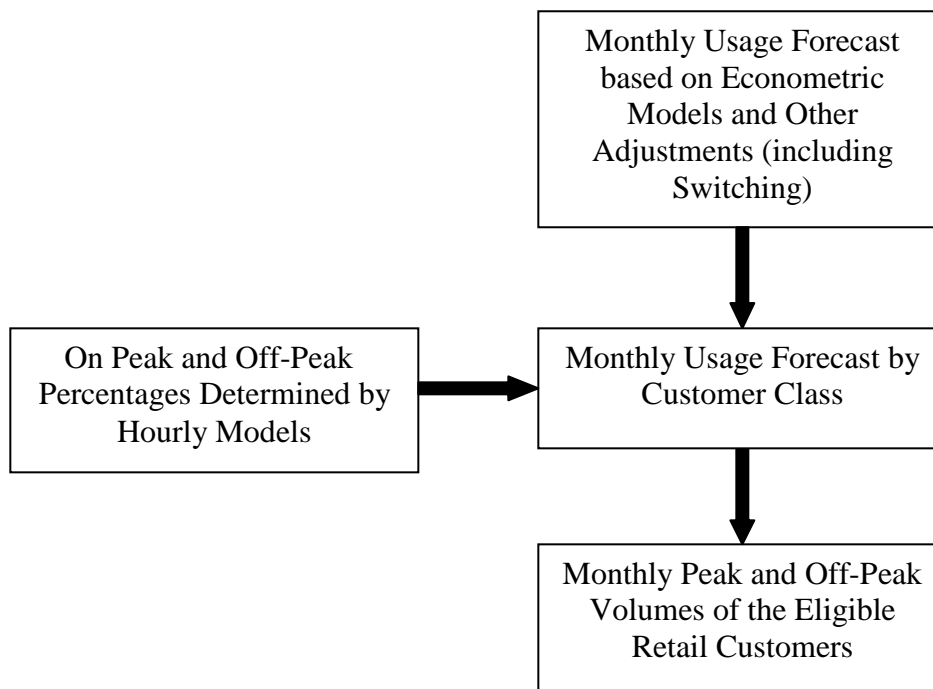 Monthly Usage Forecast
based on Econometric
Models and Other
Adjustments (including
Switching)
On Peak and Off-Peak
Percentages Determined by
Hourly Models
Monthly Usage Forecast by
Customer Class
Monthly Peak and Off-Peak
Volumes of the Eligible
Retail Customers